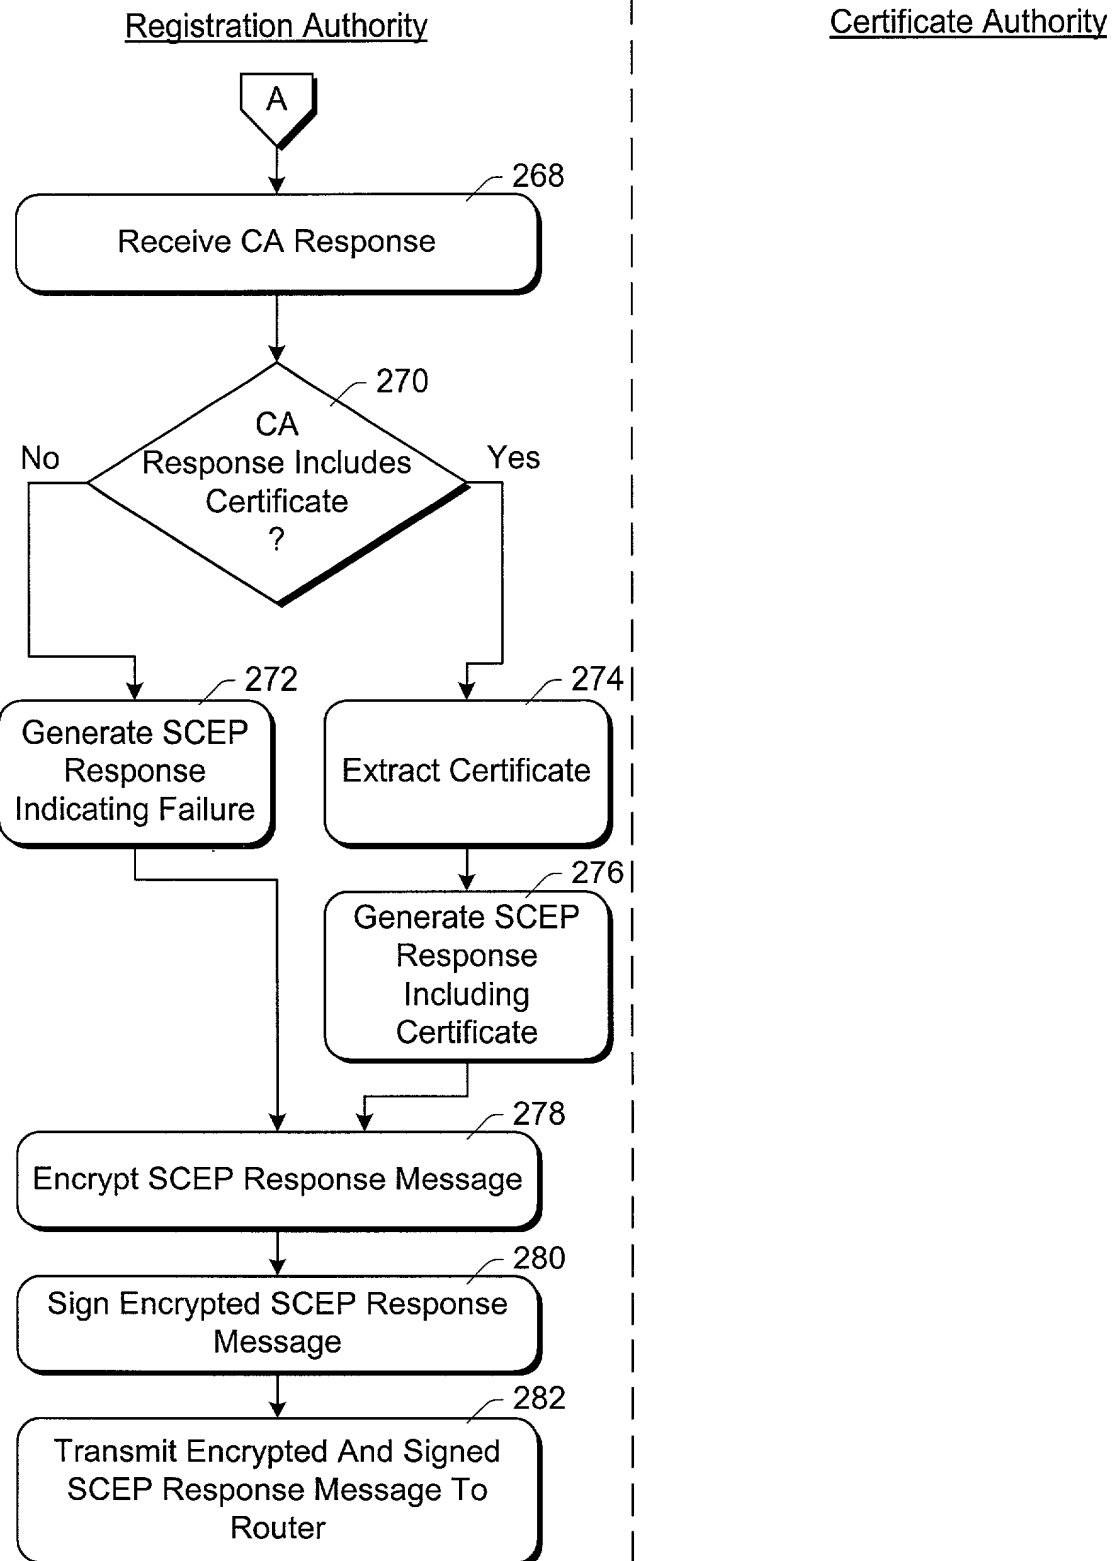 Registration Authority
Certificate Authority
A
268
Receive CA Response
270
CA
Response Includes
Certificate
?
No
Yes
272
Generate SCEP
Response
Indicating Failure
274
Extract Certificate
276
Generate SCEP
Response
Including
Certificate
278
Encrypt SCEP Response Message
280
Sign Encrypted SCEP Response
Message
282
Transmit Encrypted And Signed
SCEP Response Message To
Router